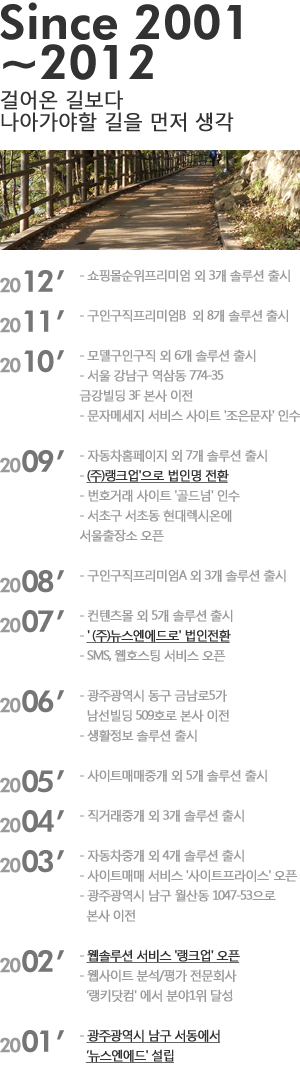 Since 2001
~2012
걸어온 길보다
나아가야할 길을 먼저 생각
2012′ - 쇼핑몰순위프리미엄 외 3개 솔루션 출시
2011′ - 구인구직프리미엄B 외 8개 솔루션 출시
2010′ - 모델구인구직 외 6개 솔루션 출시
- 서울 강남구 역삼동 774-35
금강빌딩 3F 본사 이전
- 문자메세지 서비스 사이트 '조은문자' 인수
2009′ - 자동차홈페이지 외 7개 솔루션 출시
- (주)랭크업'으로 법인명 전환
- 번호거래 사이트 '골드넘' 인수
- 서초구 서초동 현대렉시온에
서울출장소 오픈
2008′ - 구인구직프리미엄A 외 3개 솔루션 출시
2007′ - 컨텐츠몰 외 5개 솔루션 출시
- ' (주)뉴스엔에드로' 법인전환
- SMS, 웹호스팅 서비스 오픈
2006′ - 광주광역시 동구 금남로5가
남선빌딩 509호로 본사 이전
- 생활정보 솔루션 출시
2005′ - 사이트매매중개 외 5개 솔루션 출시
2004′ - 직거래중개 외 3개 솔루션 출시
2003′ - 자동차중개 외 4개 솔루션 출시
- 사이트매매 서비스 '사이트프라이스' 오픈
- 광주광역시 남구 월산동 1047-53으로
본사 이전
2002′ - 웹솔루션 서비스 '랭크업' 오픈
- 웹사이트 분석/평가 전문회사
'랭키닷컴' 에서 분야1위 달성
2001′ - 광주광역시 남구 서동에서
'뉴스엔에드' 설립